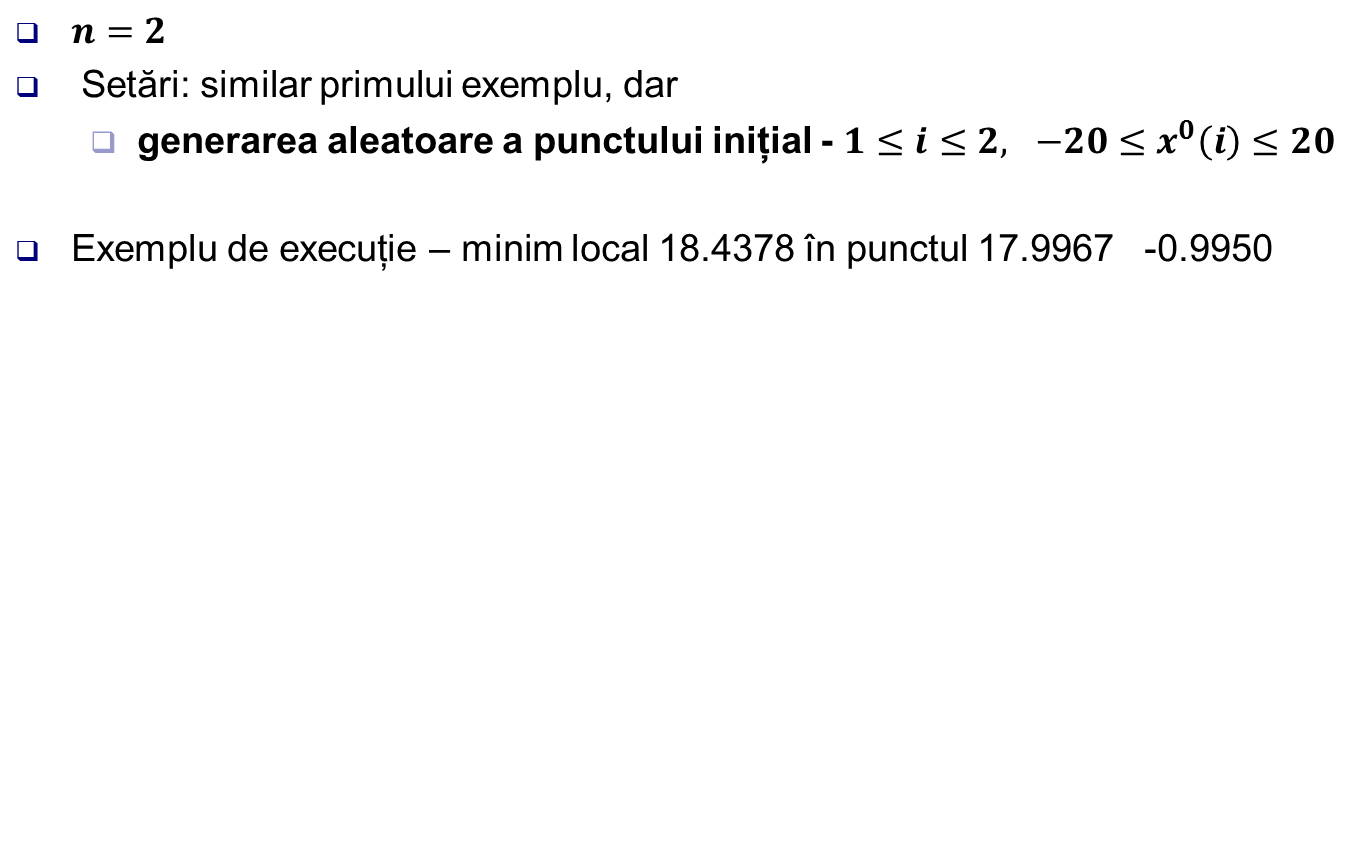 ❑ n = 2
❑ Setări: similar primului exemplu, dar
❑ generarea aleatoare a punctului inițial - 1 ≤ i ≤ 2, −20 ≤ x⁰(i) ≤ 20
❑ Exemplu de execuție – minim local 18.4378 în punctul 17.9967 -0.9950